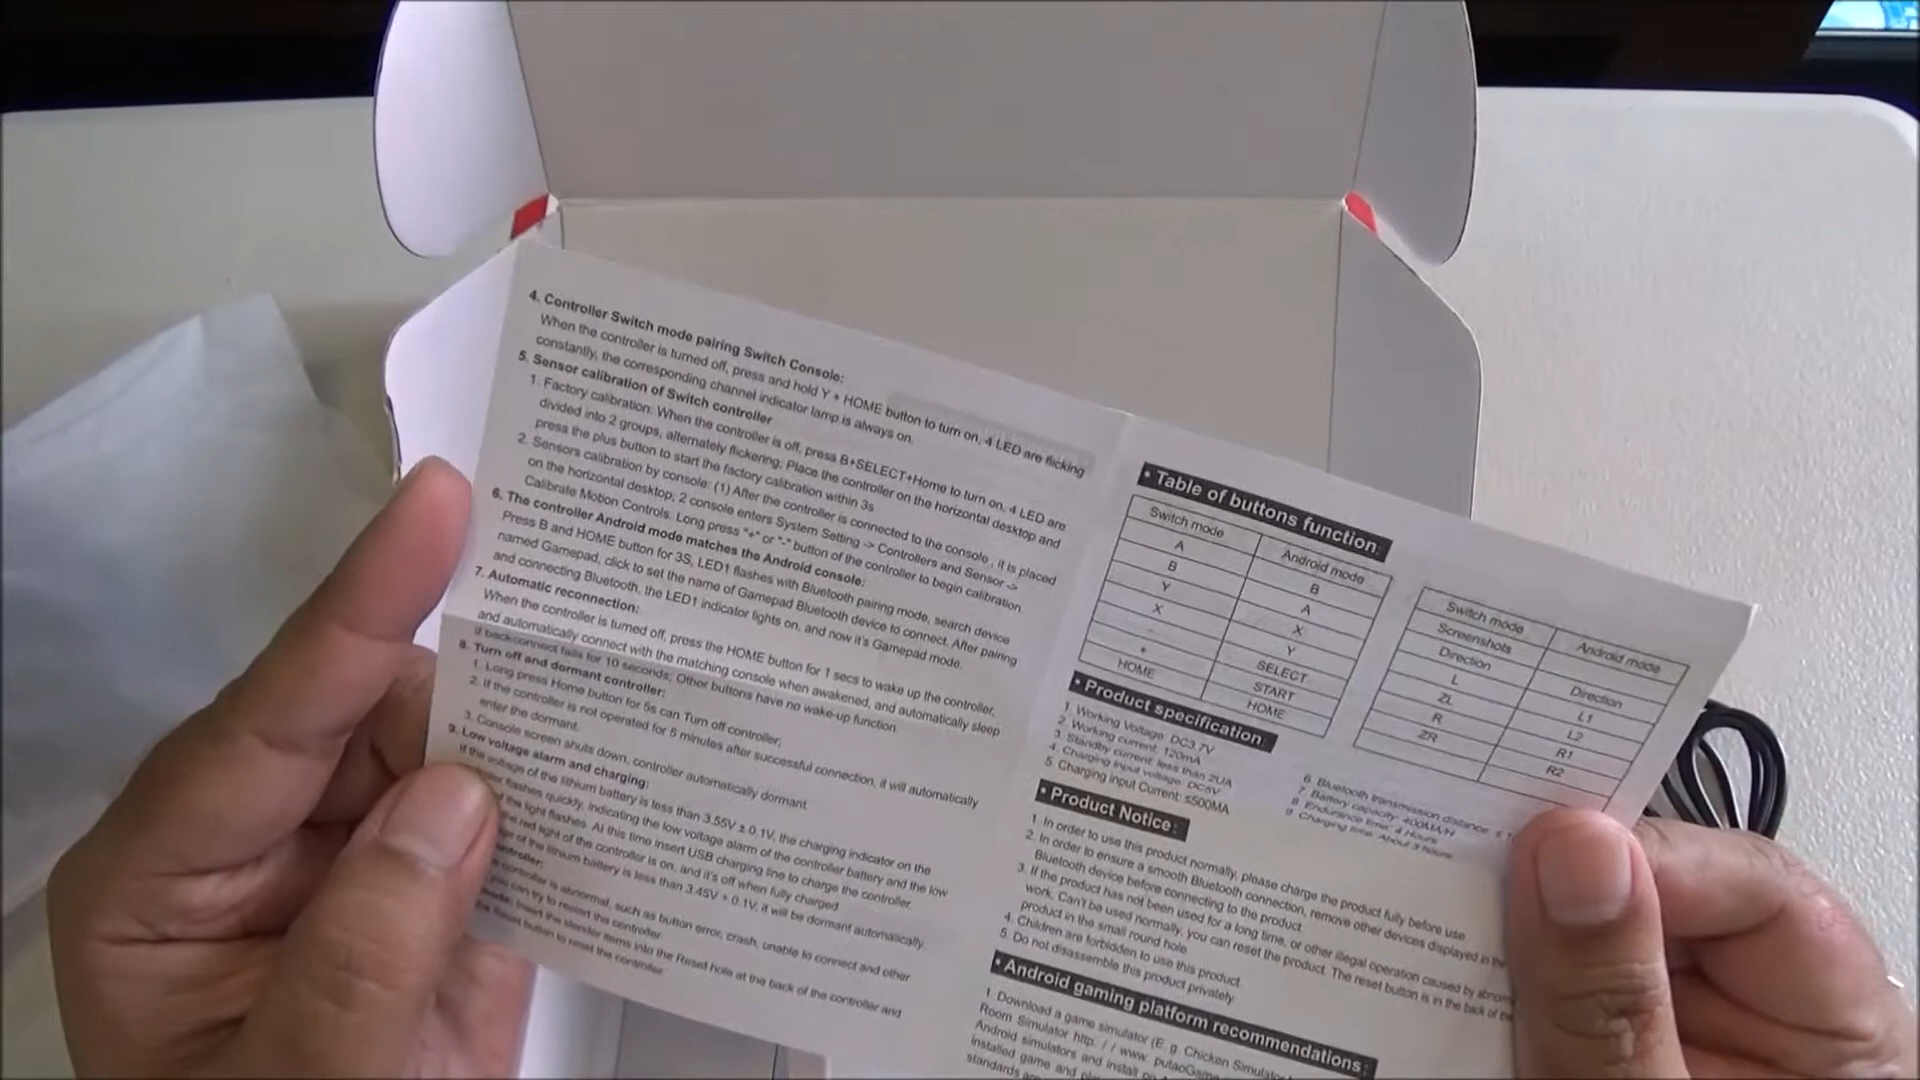 4. Controller Switch mode pairing Switch Console:
When the controller is turned off, press and hold Y + HOME button to turn on, 4 LED are flicking
constantly, the corresponding channel indicator lamp is always on.
5. Sensor calibration of Switch controller
1. Factory calibration: When the controller is off, press B+SELECT+Home to turn on, 4 LED are
divided into 2 groups, alternately flickering; Place the controller on the horizontal desktop and
press the plus button to start the factory calibration within 3s
2. Sensors calibration by console: (1) After the controller is connected to the console , it is placed
on the horizontal desktop; 2 console enters System Setting -> Controllers and Sensor ->
Calibrate Motion Controls. Long press "+" or "-" button of the controller to begin calibration
6. The controller Android mode matches the Android console:
Press B and HOME button for 3S, LED1 flashes with Bluetooth pairing mode, search device
named Gamepad, click to set the name of Gamepad Bluetooth device to connect. After pairing
and connecting Bluetooth, the LED1 indicator lights on, and now it's Gamepad mode.
7. Automatic reconnection:
When the controller is turned off, press the HOME button for 1 secs to wake up the controller,
and automatically connect with the matching console when awakened, and automatically sleep
if backconnect fails for 10 seconds; Other buttons have no wake-up function
8. Turn off and dormant controller:
1. Long press Home button for 5s can Turn off controller;
2. If the controller is not operated for 5 minutes after successful connection, it will automatically
enter the dormant.
3. Console screen shuts down, controller automatically dormant
9. Low voltage alarm and charging:
If the voltage of the lithium battery is less than 3.55V ± 0.1V, the charging indicator on the
flashes quickly, indicating the low voltage alarm of the controller battery and the low
the light flashes. At this time insert USB charging line to charge the controller,
the red light of the controller is on, and it's off when fully charged
of the lithium battery is less than 3.45V + 0.1V, it will be dormant automatically.
controller is abnormal, such as button error, crash, unable to connect and other
you can try to restart the controller.
insert the slender items into the Reset hole at the back of the controller and
the Reset button to reset the controller.
• Table of buttons function:
Switch mode Android mode
A B
B A
Y X
X Y
- SELECT
+ START
HOME HOME
Switch mode Android mode
Screenshots
Direction Direction
L L1
ZL L2
R R1
ZR R2
• Product specification:
1. Working Voltage: DC3.7V
2. Working current: 120mA
3. Standby current: less than 2UA
4. Charging input voltage: DC5V
5. Charging input Current: ≤500MA
6. Bluetooth transmission distance: ≤
7. Battery capacity: 400MA/H
8. Endurance time: 4 Hours
9. Charging time: About 3 hours
• Product Notice:
1. In order to use this product normally, please charge the product fully before use.
2. In order to ensure a smooth Bluetooth connection, remove other devices displayed in the
Bluetooth device before connecting to the product
3. If the product has not been used for a long time, or other illegal operation caused by
work, Can't be used normally, you can reset the product. The reset button is in the back of the
product in the small round hole.
4. Children are forbidden to use this product.
5. Do not disassemble this product privately.
• Android gaming platform recommendations:
1. Download a game simulator (E. g. Chicken Simulator
Room Simulator http: / / www. putaoGame
Android simulators and install on
installed game and
standards are